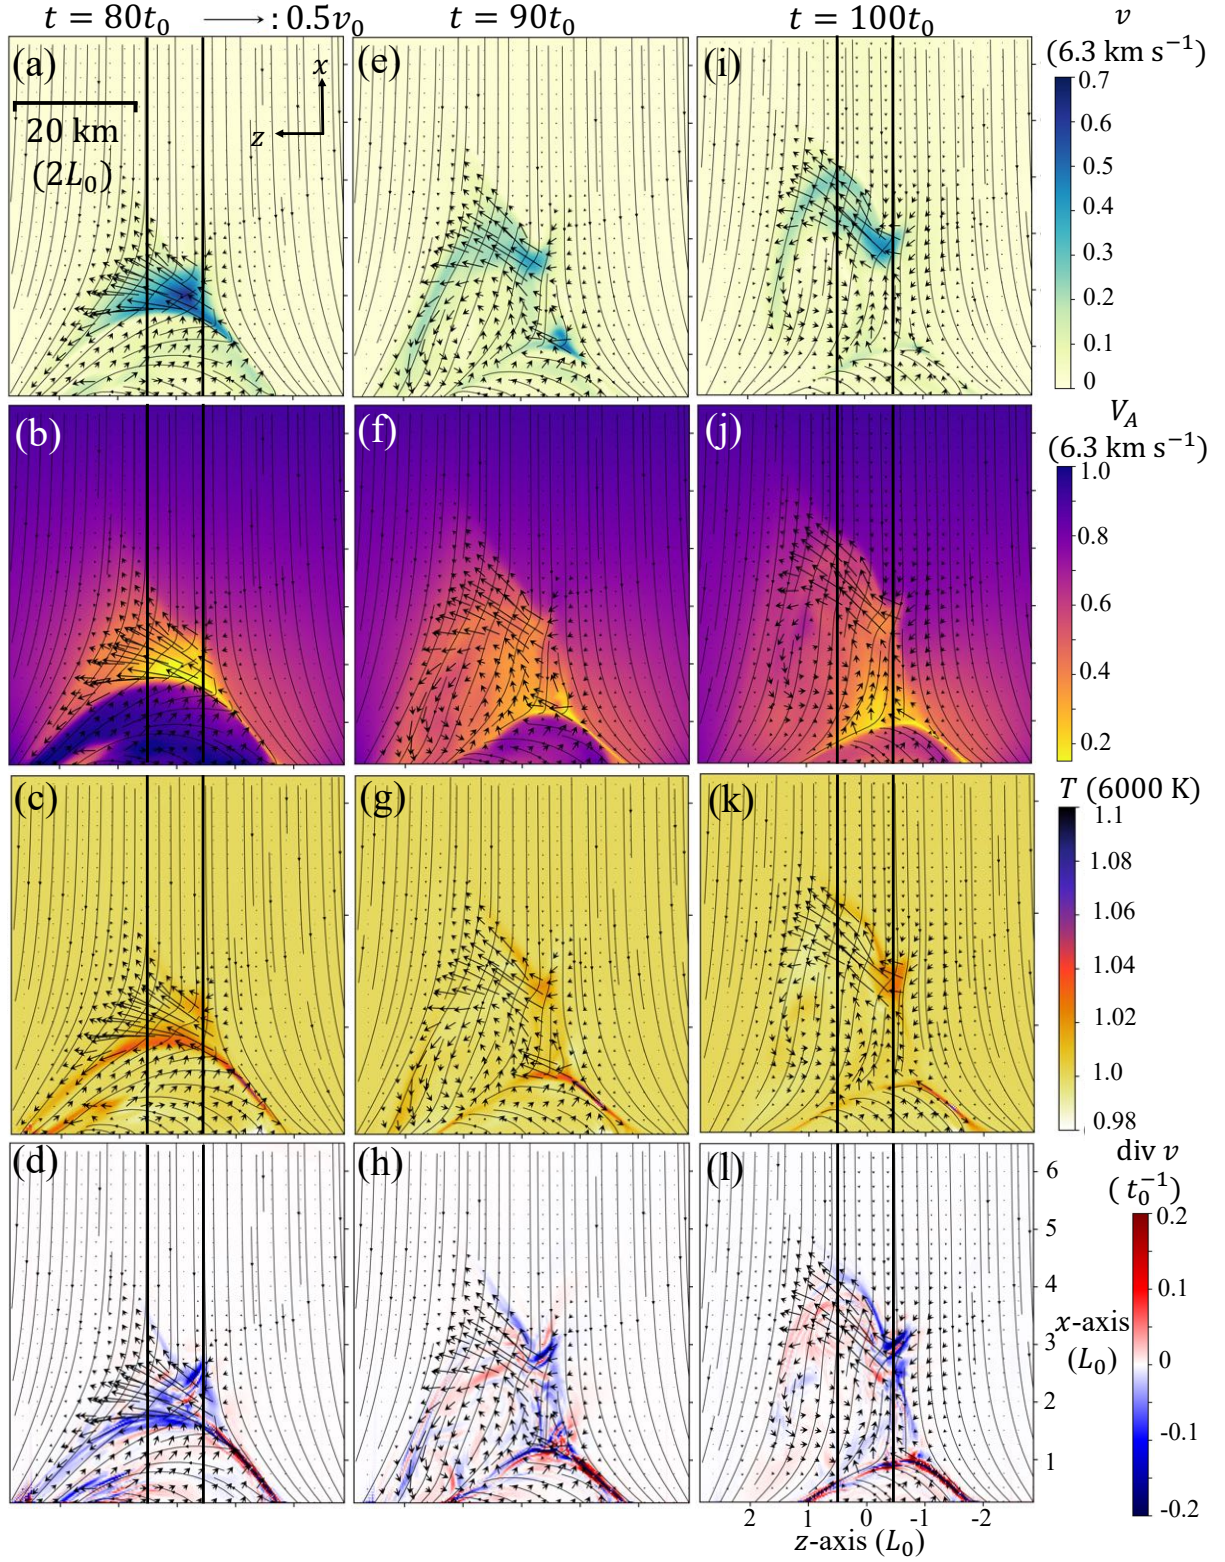 t = 80t₀ ⟶ : 0.5v₀ t = 90t₀ t = 100t₀ v
(6.3 km s⁻¹)
(a) (e) (i)
x
z
20 km
(2L₀)
0.7
0.6
0.5
0.4
0.3
0.2
0.1
0
V_A
(6.3 km s⁻¹)
(b) (f) (j)
1.0
0.8
0.6
0.4
0.2
T (6000 K)
(c) (g) (k)
1.1
1.08
1.06
1.04
1.02
1.0
0.98
div v
( t₀⁻¹)
(d) (h) (l)
6
5
4
3
2
1
x-axis
(L₀)
0.2
0.1
0
-0.1
-0.2
2 1 0 -1 -2
z-axis (L₀)